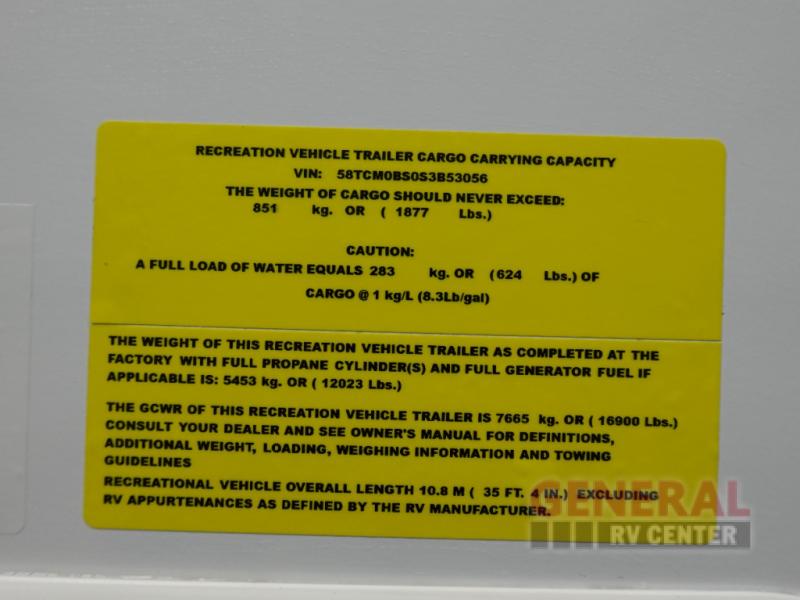 RECREATION VEHICLE TRAILER CARGO CARRYING CAPACITY
VIN: 58TCM0BS0S3B53056
THE WEIGHT OF CARGO SHOULD NEVER EXCEED:
851 kg. OR ( 1877 Lbs.)
CAUTION:
A FULL LOAD OF WATER EQUALS 283 kg. OR (624 Lbs.) OF
CARGO @ 1 kg/L (8.3Lb/gal)
THE WEIGHT OF THIS RECREATION VEHICLE TRAILER AS COMPLETED AT THE
FACTORY WITH FULL PROPANE CYLINDER(S) AND FULL GENERATOR FUEL IF
APPLICABLE IS: 5453 kg. OR ( 12023 Lbs.)
THE GCWR OF THIS RECREATION VEHICLE TRAILER IS 7665 kg. OR ( 16900 Lbs.)
CONSULT YOUR DEALER AND SEE OWNER'S MANUAL FOR DEFINITIONS,
ADDITIONAL WEIGHT, LOADING, WEIGHING INFORMATION AND TOWING
GUIDELINES
RECREATIONAL VEHICLE OVERALL LENGTH 10.8 M ( 35 FT. 4 IN.) EXCLUDING
RV APPURTENANCES AS DEFINED BY THE RV MANUFACTURER.
GENERAL
RV CENTER